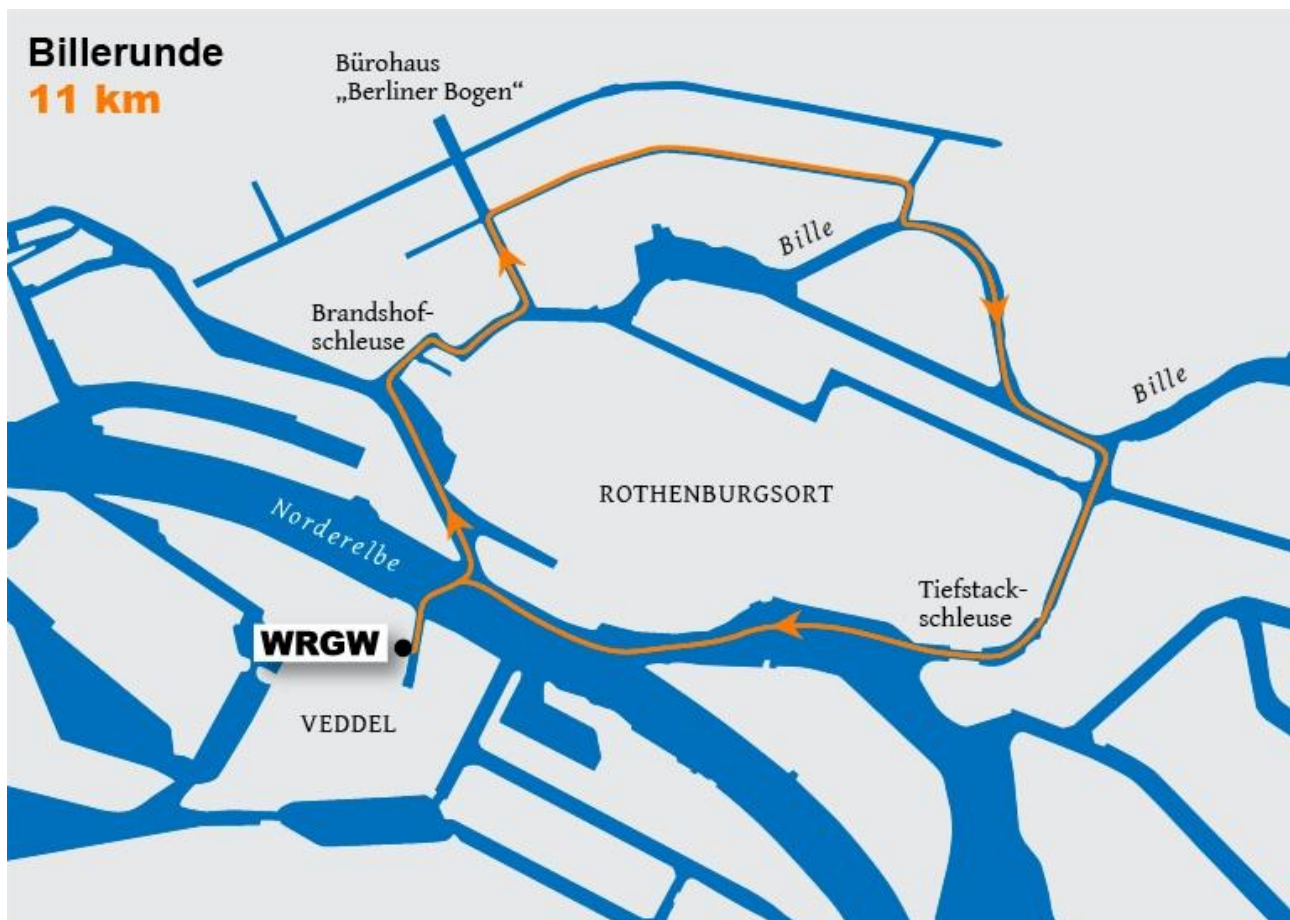 Billerunde
11 km
Bürohaus
„Berliner Bogen“
Bille
Brandshof-
schleuse
Bille
ROTHENBURGSORT
Norderelbe
Tiefstack-
schleuse
WRGW
VEDDEL